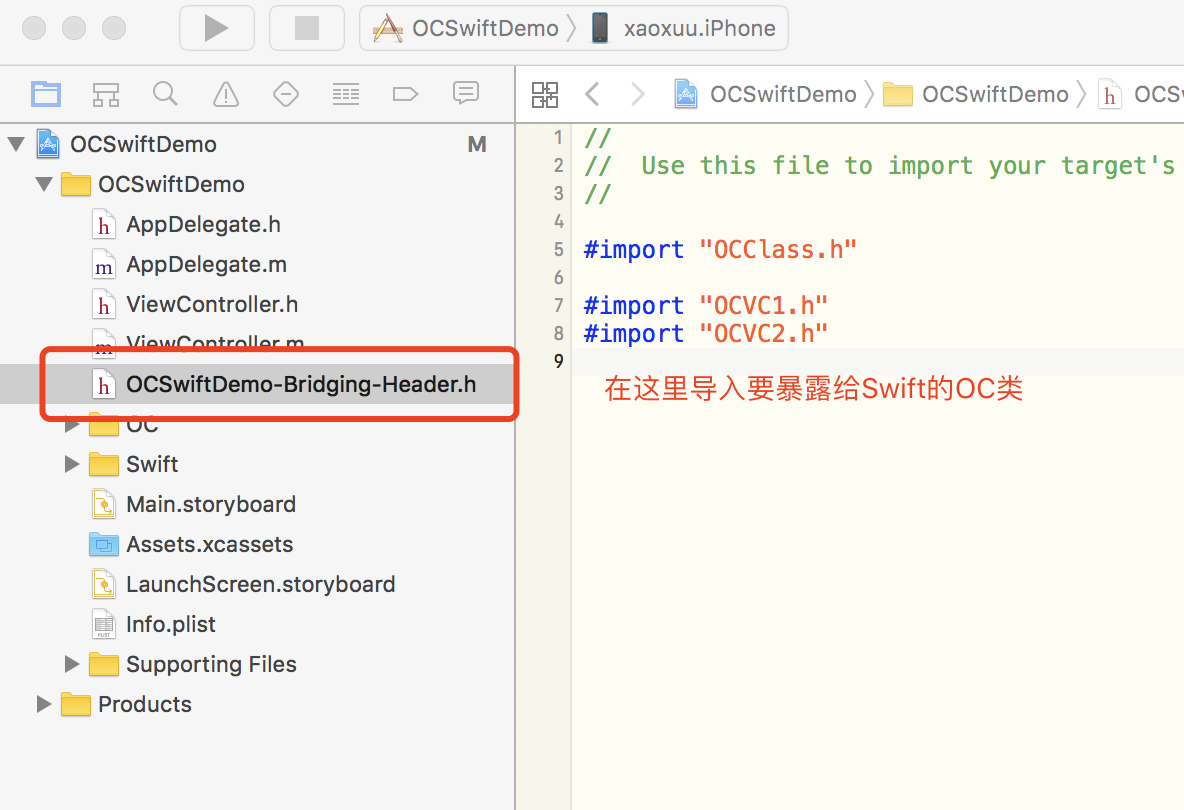 OCSwiftDemo
xaoxuu.iPhone
OCSwiftDemo
OCSwiftDemo
OCSw
OCSwiftDemo
M
OCSwiftDemo
AppDelegate.h
AppDelegate.m
ViewController.h
ViewController.m
OCSwiftDemo-Bridging-Header.h
OC
Swift
Main.storyboard
Assets.xcassets
LaunchScreen.storyboard
Info.plist
Supporting Files
Products
1 //
2 //  Use this file to import your target's
3 //
4
5 #import "OCClass.h"
6
7 #import "OCVC1.h"
8 #import "OCVC2.h"
9
在这里导入要暴露给Swift的OC类